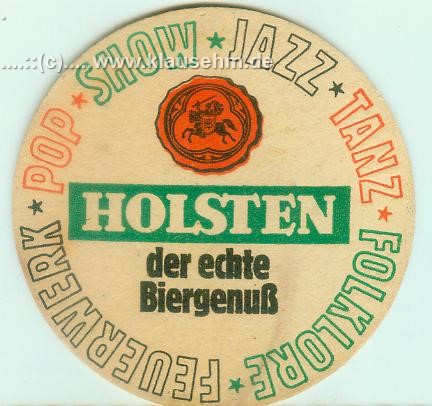 ....::(c).....www.klausehm.de
POP * SHOW * JAZZ * TANZ * FOLKLORE * FEUERWERK *
HOLSTEN
der echte
Biergenuß